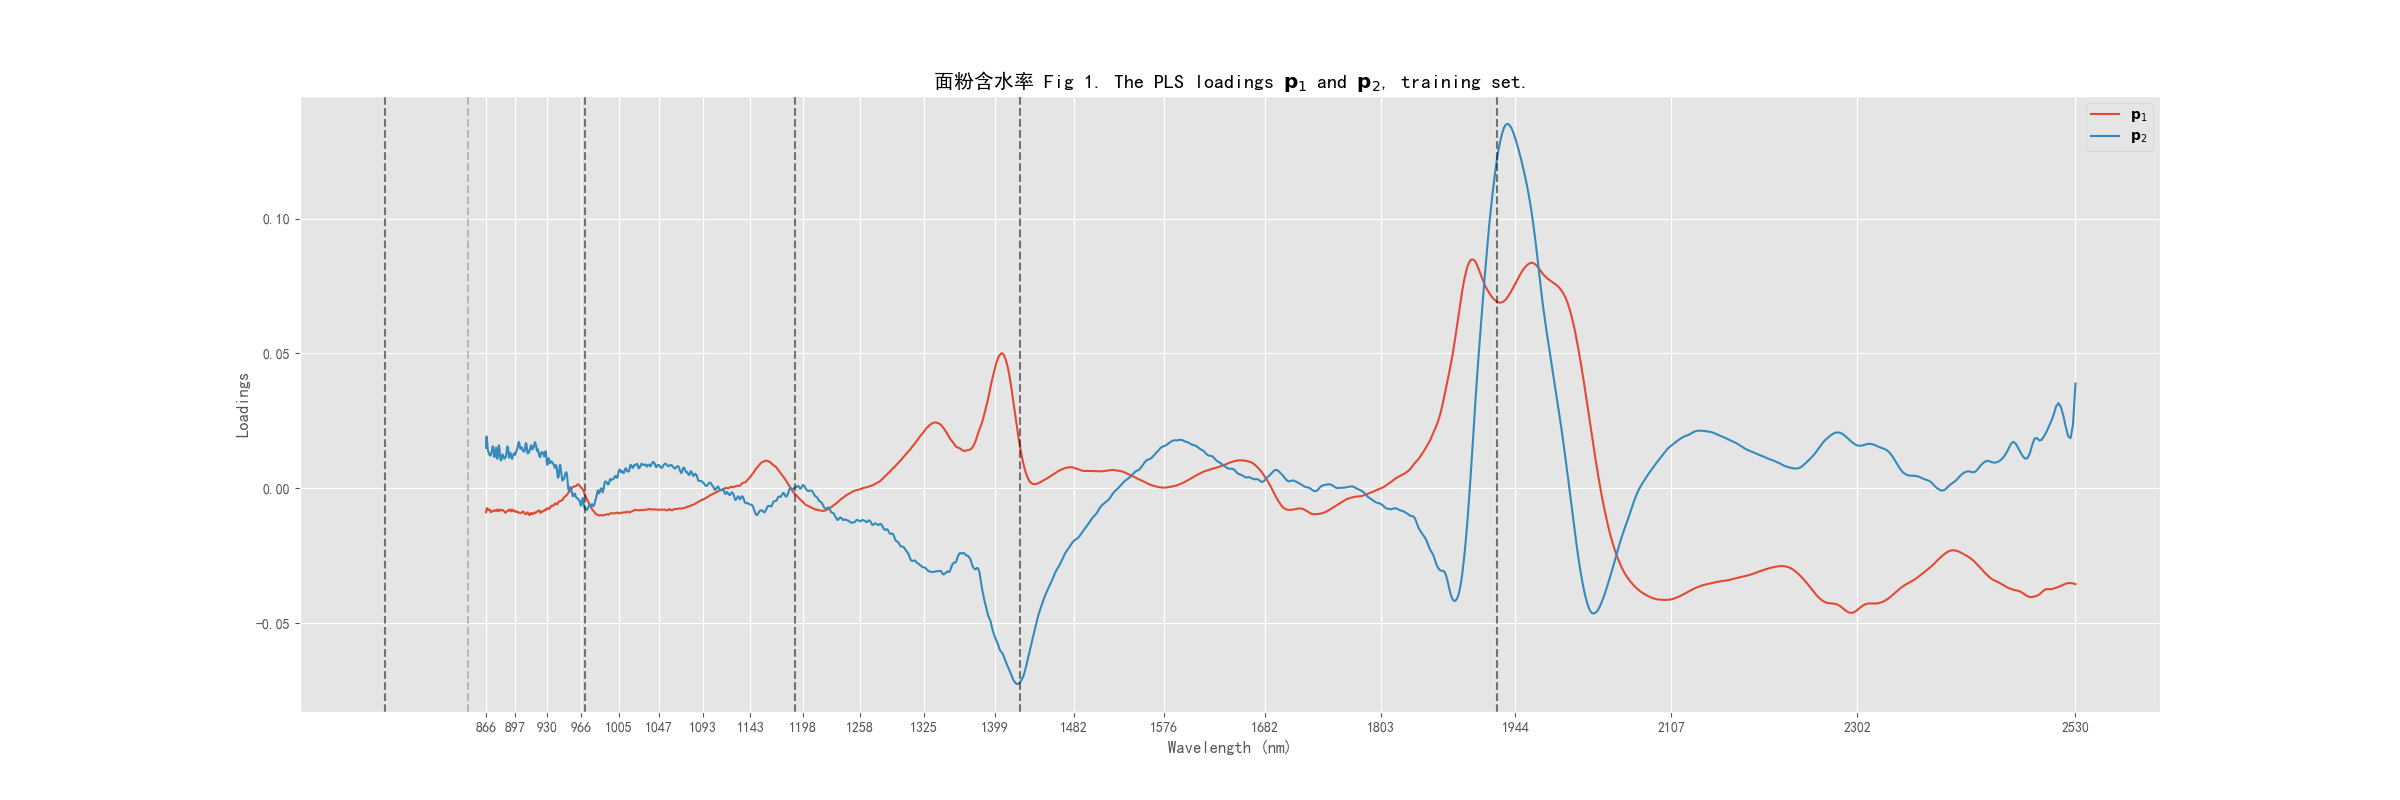 面粉含水率 Fig 1. The PLS loadings p1 and p2, training set.
p1
p2
0.10
0.05
0.00
-0.05
Loadings
866 897 930 966 1005 1047 1093 1143 1198 1258 1325 1399 1482 1576 1682 1803 1944 2107 2302 2530
Wavelength (nm)